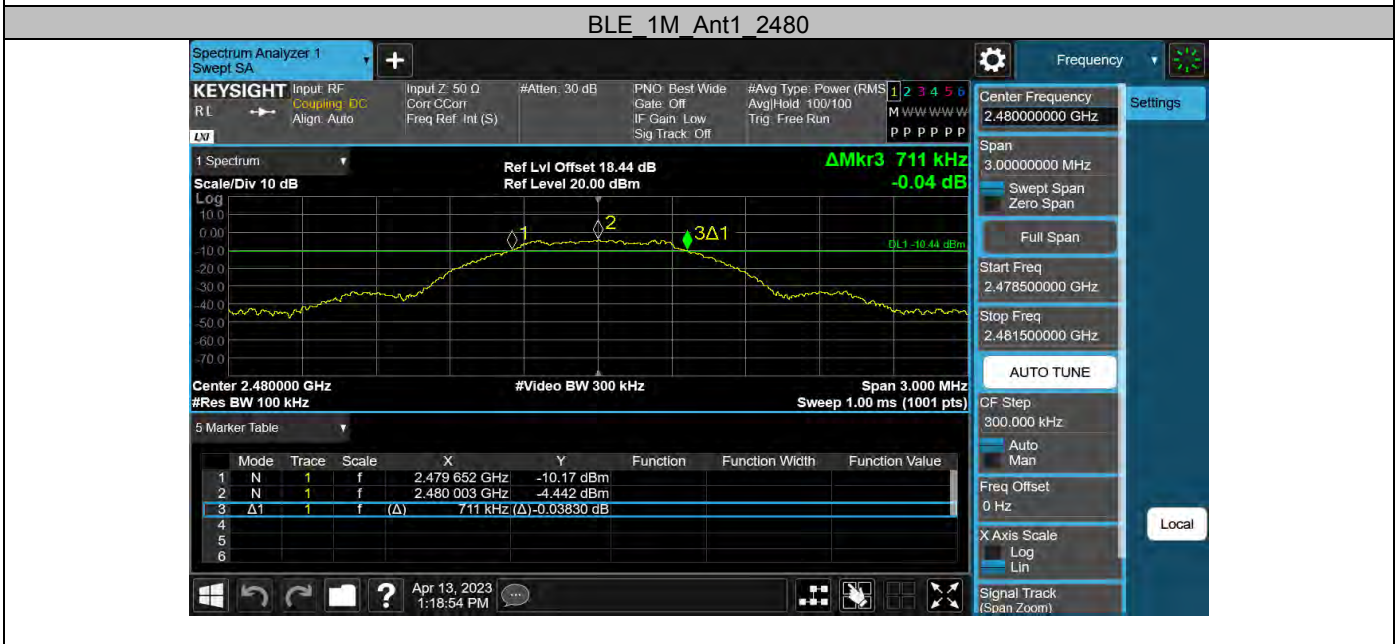 BLE_1M_Ant1_2480
Spectrum Analyzer 1
Swept SA
Frequency
KEYSIGHT
RL
LXI
Input: RF
Coupling: DC
Align: Auto
Input Z: 50 Ω
Corr CCorr
Freq Ref: Int (S)
#Atten: 30 dB
PNO: Best Wide
Gate: Off
IF Gain: Low
Sig Track: Off
#Avg Type: Power (RMS
Avg|Hold: 100/100
Trig: Free Run
1 2 3 4 5 6
M W W W W W
P P P P P P
Center Frequency
2.480000000 GHz
Settings
Span
3.00000000 MHz
Swept Span
Zero Span
Full Span
Start Freq
2.478500000 GHz
Stop Freq
2.481500000 GHz
AUTO TUNE
CF Step
300.000 kHz
Auto
Man
Freq Offset
0 Hz
X Axis Scale
Log
Lin
Signal Track
(Span Zoom)
Local
1 Spectrum
Scale/Div 10 dB
Ref Lvl Offset 18.44 dB
Ref Level 20.00 dBm
ΔMkr3 711 kHz
-0.04 dB
Log
10.0
0.00
-10.0
-20.0
-30.0
-40.0
-50.0
-60.0
-70.0
1
2
3Δ1
DL1 -10.44 dBm
Center 2.480000 GHz
#Video BW 300 kHz
Span 3.000 MHz
#Res BW 100 kHz
Sweep 1.00 ms (1001 pts)
5 Marker Table
Mode Trace Scale X Y Function Function Width Function Value
1 N 1 f 2.479 652 GHz -10.17 dBm
2 N 1 f 2.480 003 GHz -4.442 dBm
3 Δ1 1 f (Δ) 711 kHz (Δ) -0.03830 dB
4
5
6
?
Apr 13, 2023
1:18:54 PM